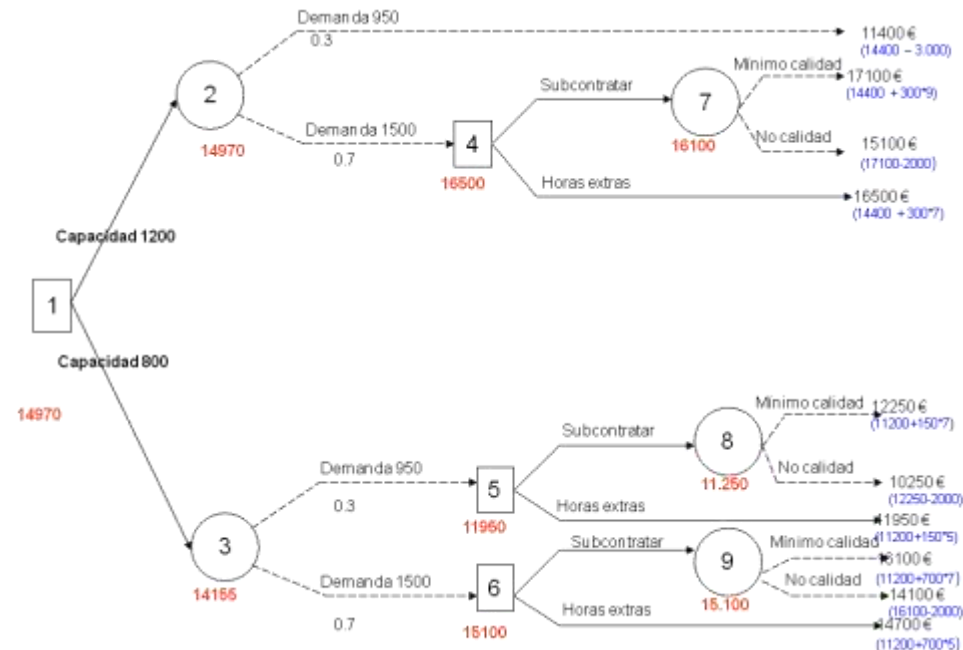 Demanda 950
0.3
11400 €
(14400 – 3.000)
2
14970
Demanda 1500
0.7
4
16500
Subcontratar
7
16100
Mínimo calidad
17100 €
(14400 + 300*9)
No calidad
15100 €
(17100-2000)
Horas extras
16500 €
(14400 + 300*7)
Capacidad 1200
1
Capacidad 800
14970
3
14155
Demanda 950
0.3
5
11950
Subcontratar
8
11.250
Mínimo calidad
12250 €
(11200+150*7)
No calidad
10250 €
(12250-2000)
Horas extras
11950 €
(11200+150*5)
Demanda 1500
0.7
6
15100
Subcontratar
9
15.100
Mínimo calidad
16100 €
(11200+700*7)
No calidad
14100 €
(16100-2000)
Horas extras
14700 €
(11200+700*5)